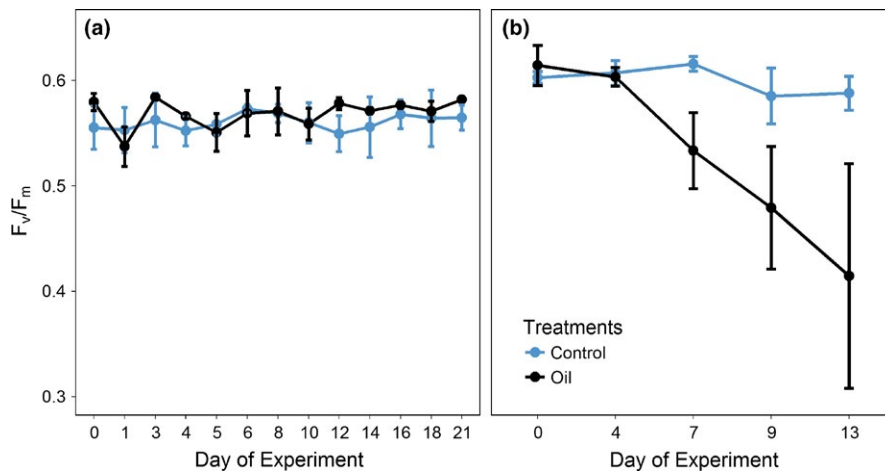 (a)
(b)
0.6
0.5
0.4
0.3
Fv/Fm
Treatments
Control
Oil
0 1 3 4 5 6 8 10 12 14 16 18 21
0 4 7 9 13
Day of Experiment
Day of Experiment